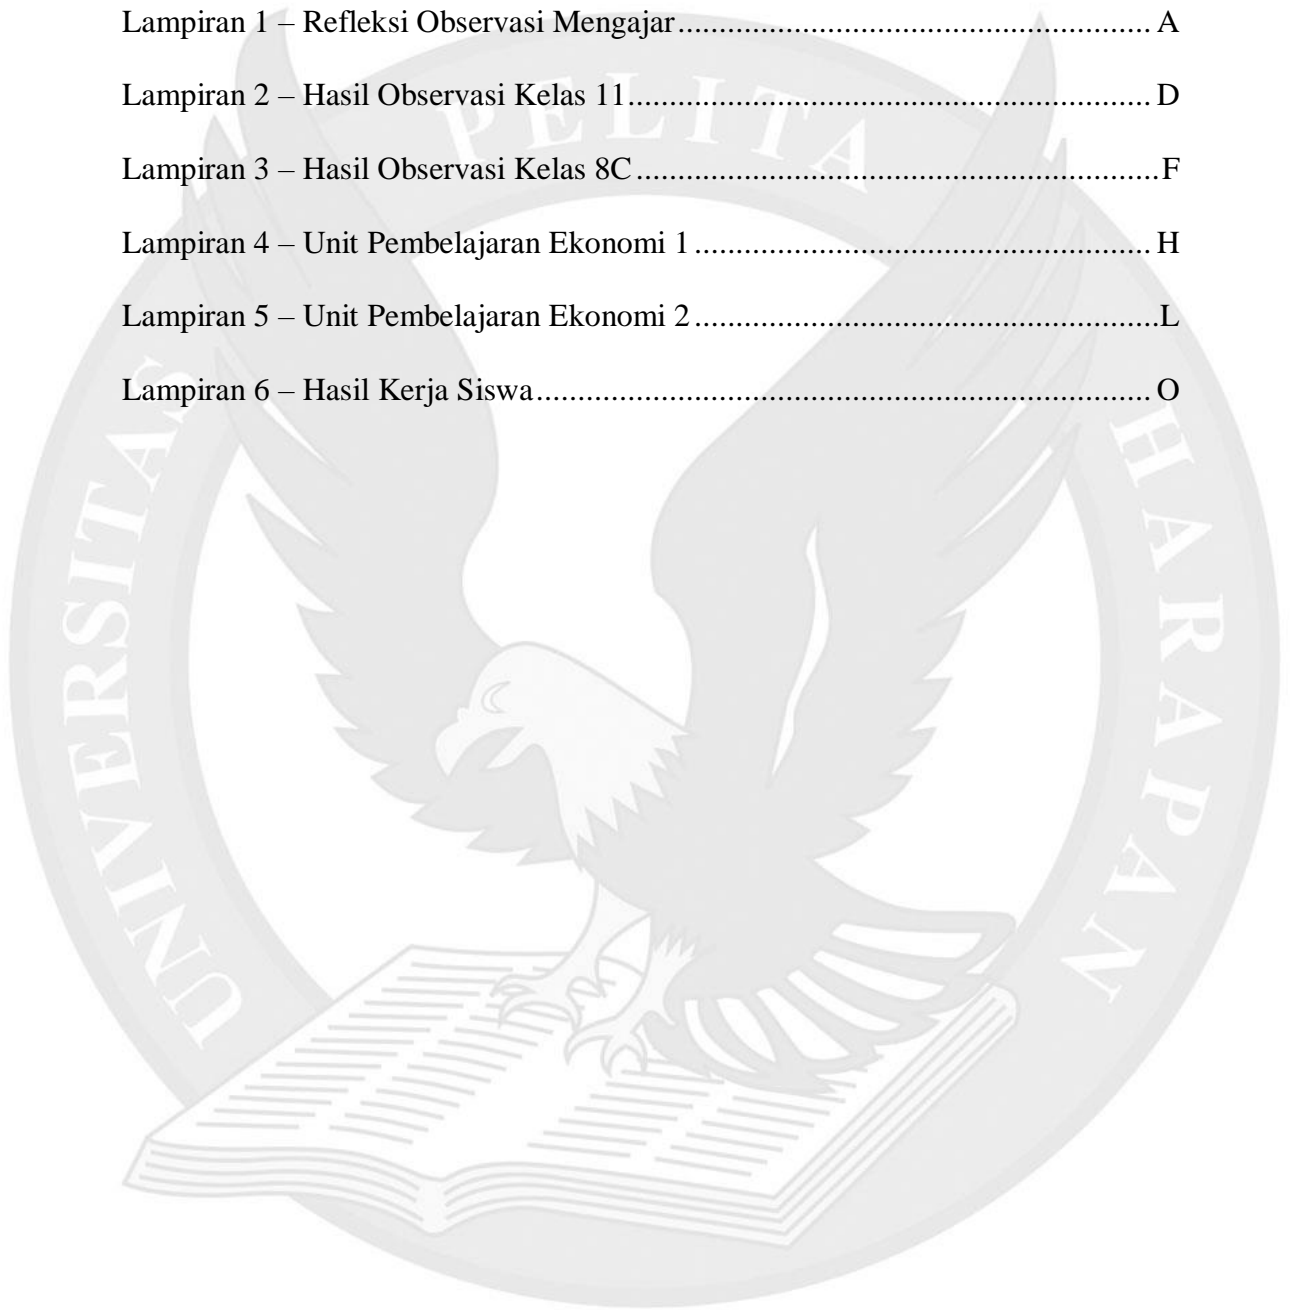 Lampiran 1 – Refleksi Observasi Mengajar.......................................................... A
Lampiran 2 – Hasil Observasi Kelas 11................................................................ D
Lampiran 3 – Hasil Observasi Kelas 8C................................................................F
Lampiran 4 – Unit Pembelajaran Ekonomi 1........................................................ H
Lampiran 5 – Unit Pembelajaran Ekonomi 2.........................................................L
Lampiran 6 – Hasil Kerja Siswa........................................................................... O
UNIVERSITAS PELITA HARAPAN